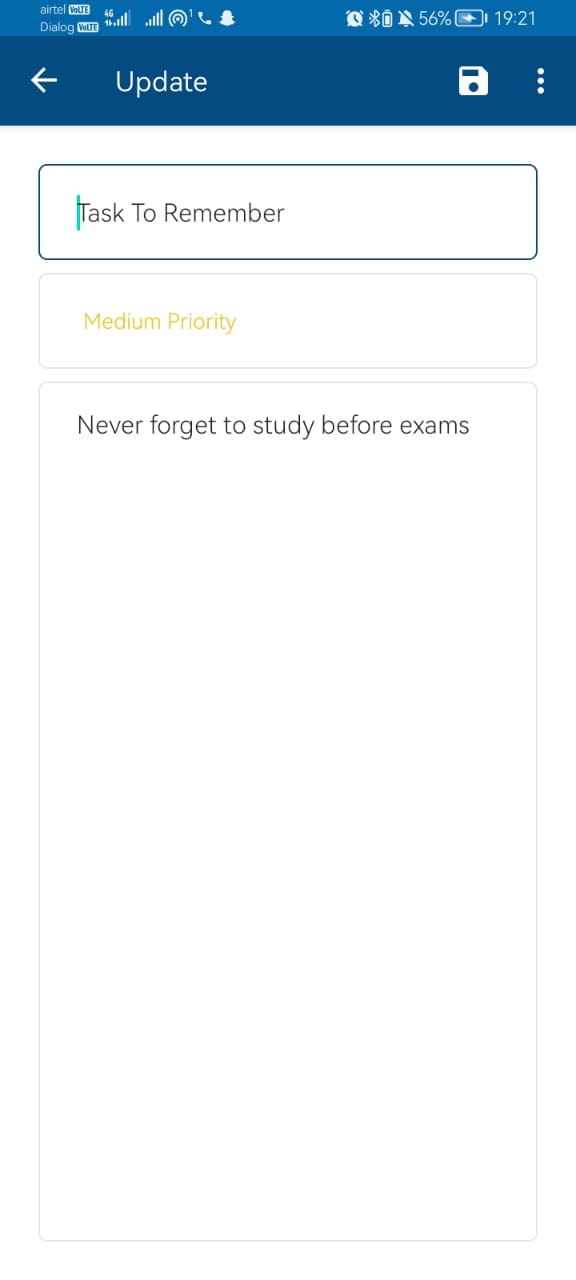 airtel VoLTE 4G 1 56% 19:21
Dialog VoLTE
Update
Task To Remember
Medium Priority
Never forget to study before exams